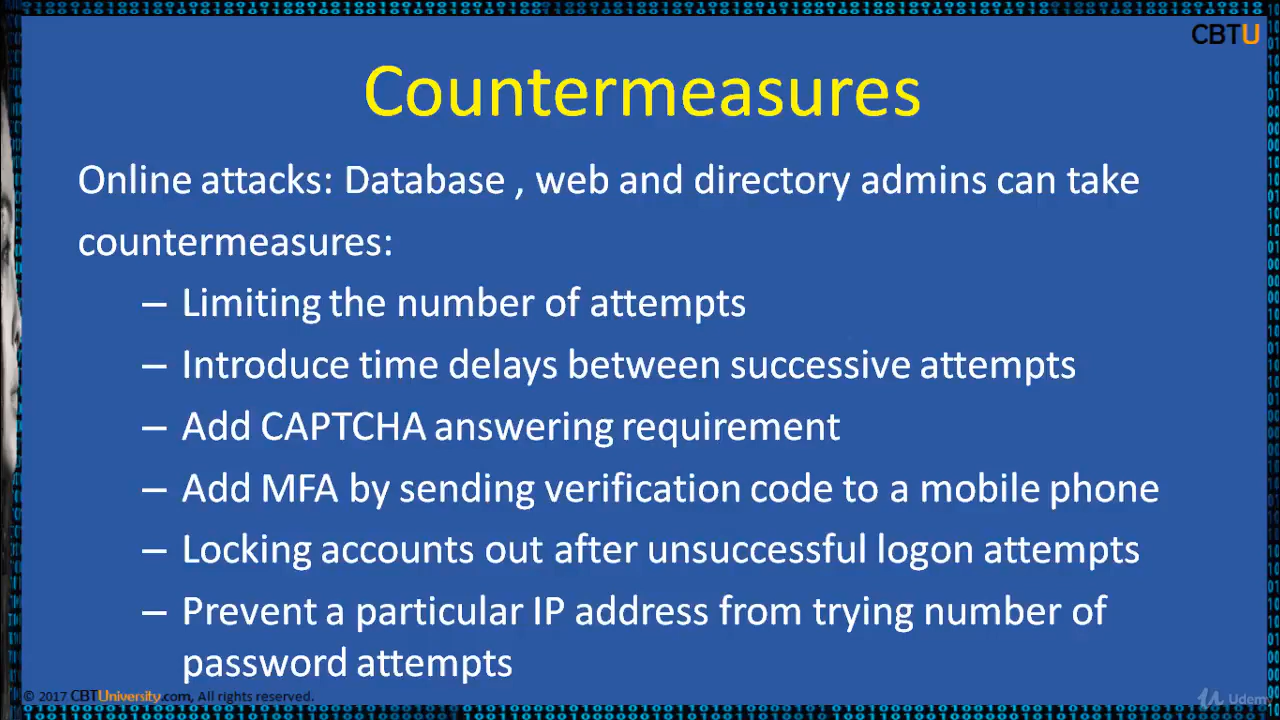 CBTU
Countermeasures
Online attacks: Database , web and directory admins can take
countermeasures:
– Limiting the number of attempts
– Introduce time delays between successive attempts
– Add CAPTCHA answering requirement
– Add MFA by sending verification code to a mobile phone
– Locking accounts out after unsuccessful logon attempts
– Prevent a particular IP address from trying number of
password attempts
© 2017 CBTUniversity.com, All rights reserved.
Udemy